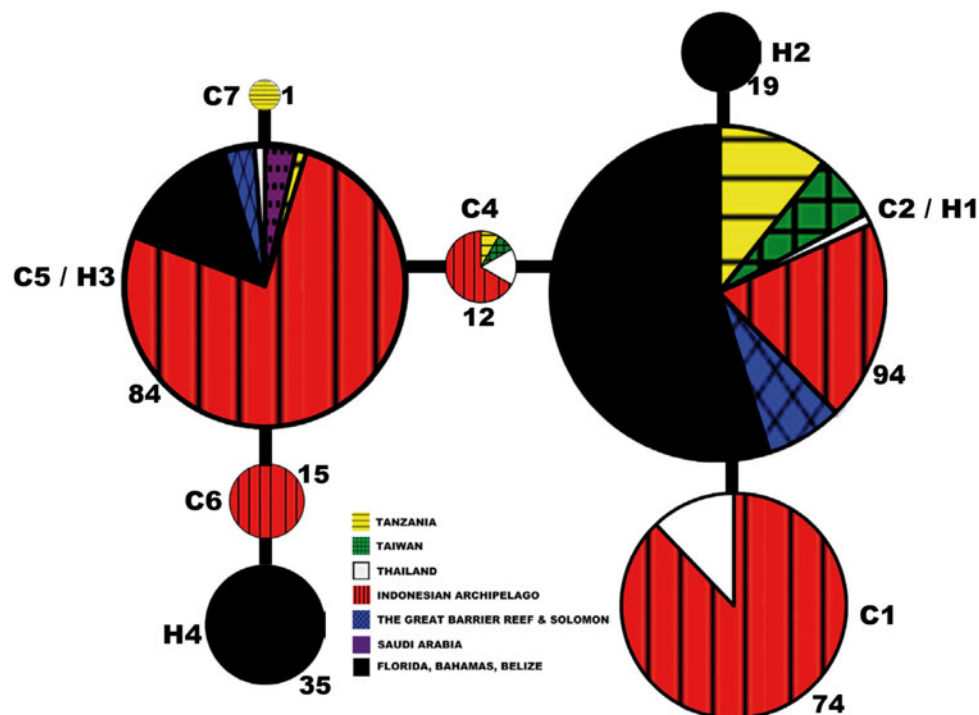 H2
19
C7
1
C4
C2 / H1
C5 / H3
12
84
94
C6
15
TANZANIA
TAIWAN
THAILAND
INDONESIAN ARCHIPELAGO
THE GREAT BARRIER REEF & SOLOMON
SAUDI ARABIA
FLORIDA, BAHAMAS, BELIZE
H4
35
C1
74